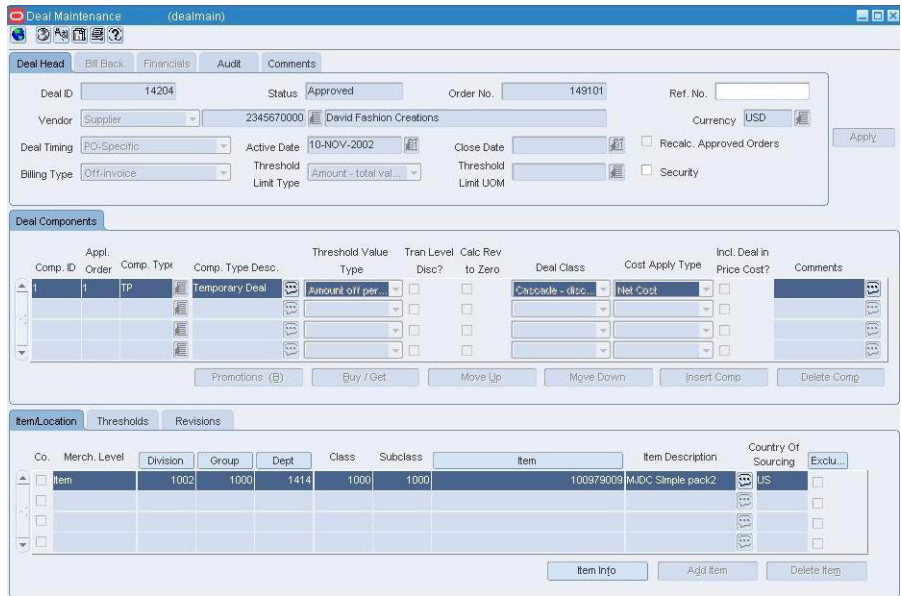 Deal Maintenance (dealmain)
Deal Head Bill Back Financials Audit Comments
Deal ID 14204 Status Approved Order No. 149101 Ref. No.
Vendor Supplier 2345670000 David Fashion Creations Currency USD
Apply
Deal Timing PO-Specific Active Date 10-NOV-2002 Close Date Recalc. Approved Orders
Billing Type Off-invoice Threshold Limit Type Amount - total val... Threshold Limit UOM Security
Deal Components
Comp. ID Appl. Order Comp. Type Comp. Type Desc. Threshold Value Type Tran Level Disc? Calc Rev to Zero Deal Class Cost Apply Type Incl. Deal in Price Cost? Comments
1 1 TP Temporary Deal Amount off per... Cascade - disc... Net Cost
Promotions (B) Buy / Get Move Up Move Down Insert Comp Delete Comp
Item/Location Thresholds Revisions
Co. Merch. Level Division Group Dept Class Subclass Item Item Description Country Of Sourcing Exclu...
Item 1002 1000 1414 1000 1000 100979009 MJDC Simple pack2 US
Item Info Add Item Delete Item